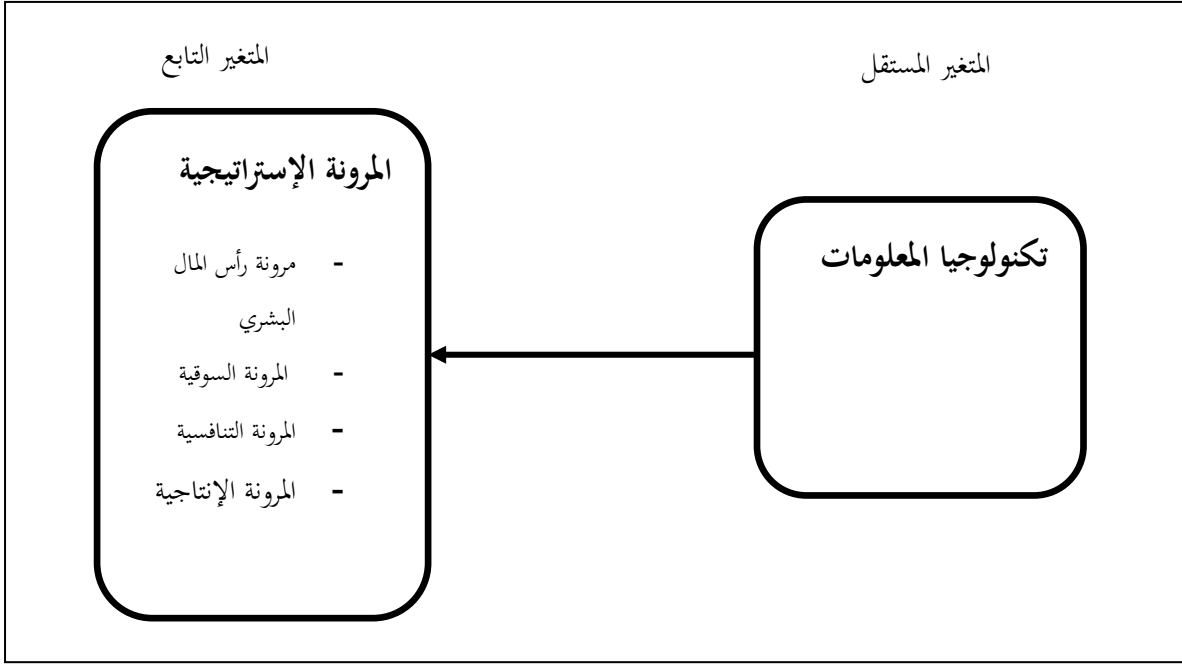 المتغير المستقل
المتغير التابع
تكنولوجيا المعلومات
المرونة الإستراتيجية
- مرونة رأس المال
البشري
- المرونة السوقية
- المرونة التنافسية
- المرونة الإنتاجية